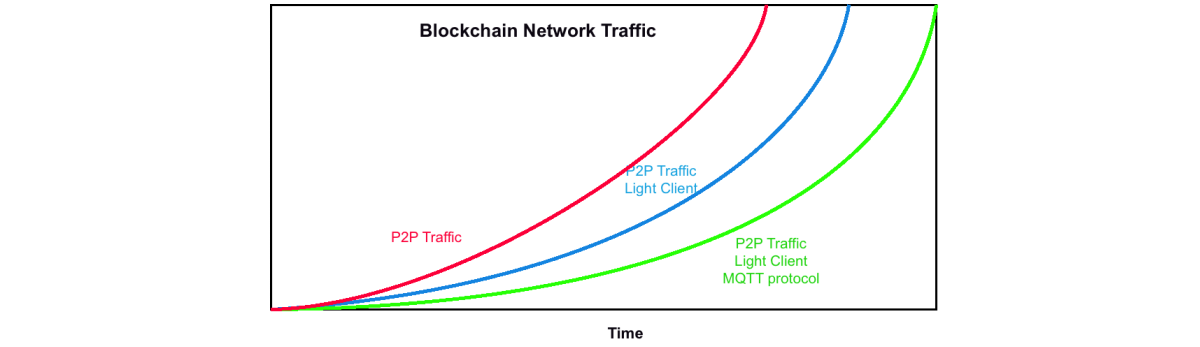 Blockchain Network Traffic
P2P Traffic
Light Client
P2P Traffic
P2P Traffic
Light Client
MQTT protocol
Time